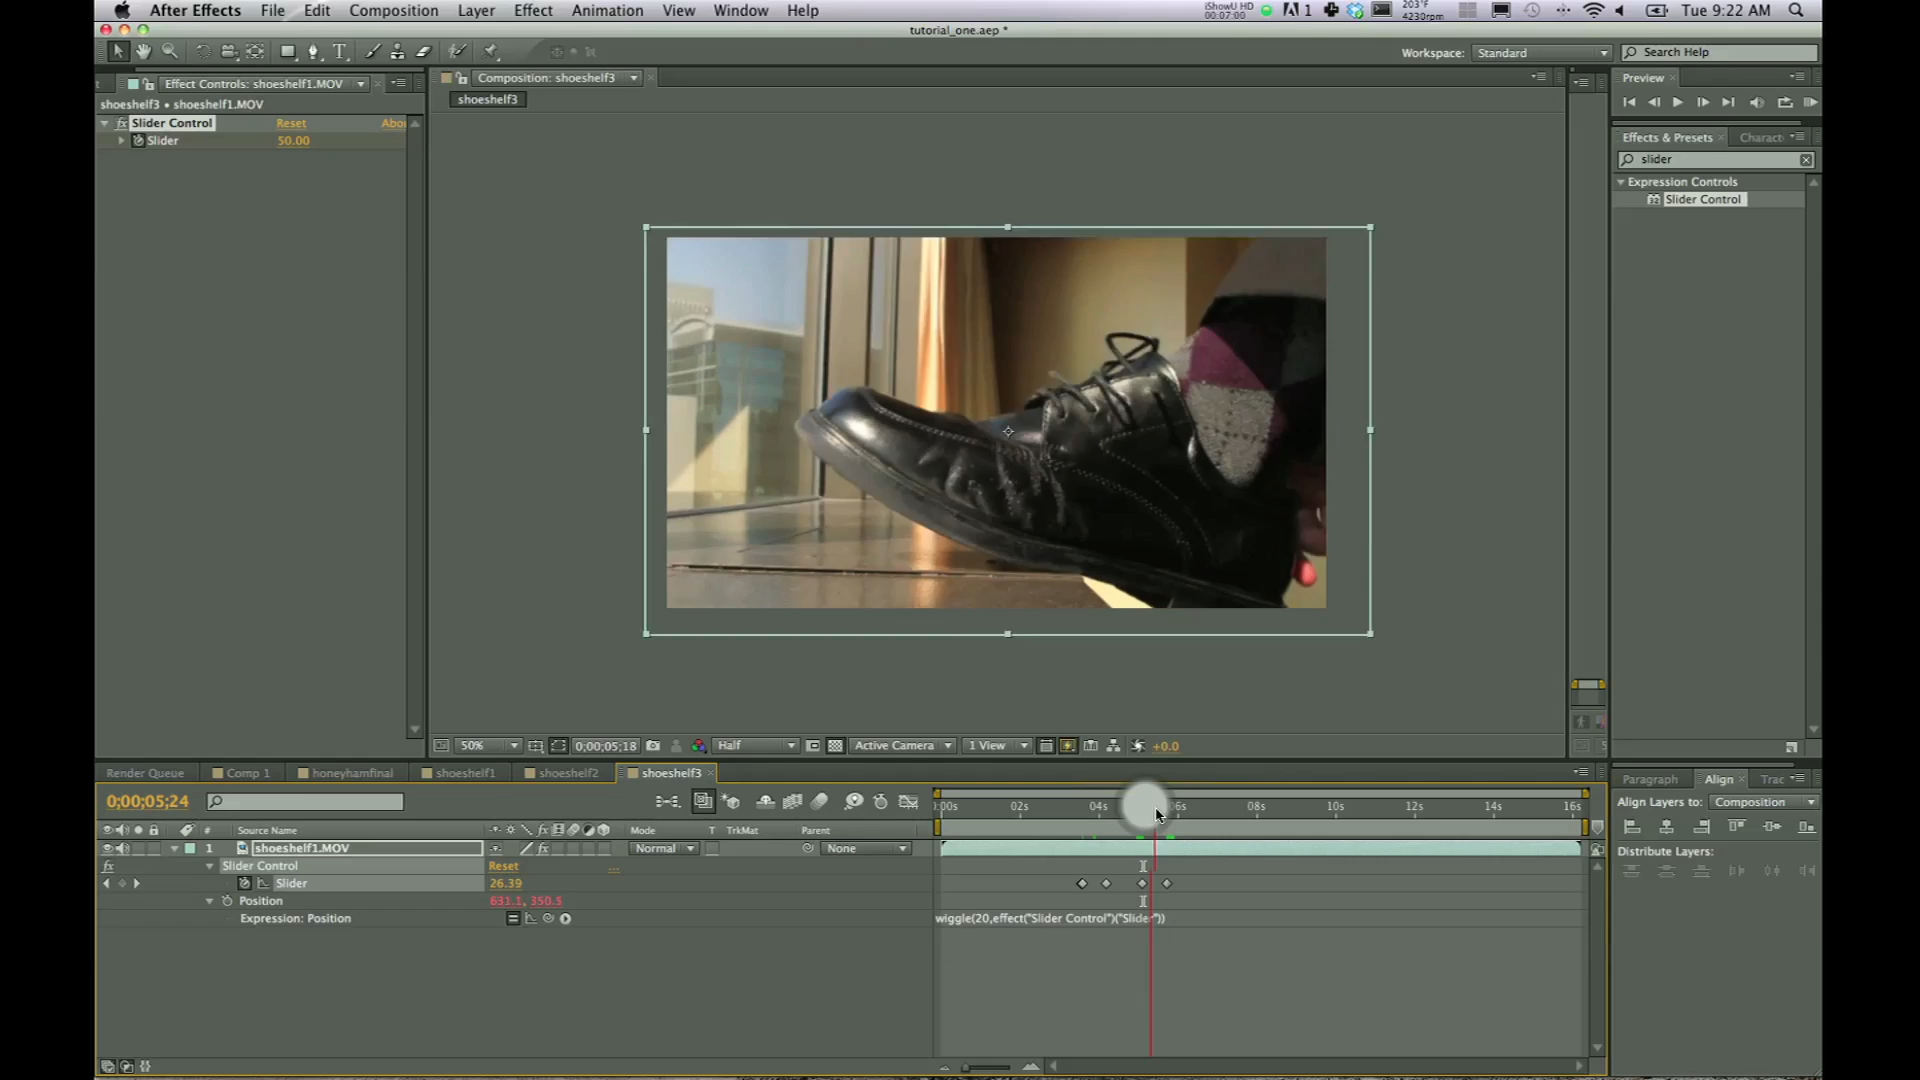 After Effects File Edit Composition Layer Effect Animation View Window Help iShowU HD 00:07:00 1 203°F 4230rpm Tue 9:22 AM
tutorial_one.aep *
Workspace: Standard Search Help
Effect Controls: shoeshelf1.MOV Composition: shoeshelf3 Preview
shoeshelf3 • shoeshelf1.MOV shoeshelf3
Slider Control Reset Abou Effects & Presets Charact
Slider 50.00 slider
Expression Controls
32 Slider Control
50% 0;00;05;18 Half Active Camera 1 View +0.0
Render Queue Comp 1 honeyhamfinal shoeshelf1 shoeshelf2 shoeshelf3 Paragraph Align Trac
0;00;05;24 :00s 02s 04s 06s 08s 10s 12s 14s 16s Align Layers to: Composition
# Source Name Mode T TrkMat Parent
1 shoeshelf1.MOV Normal None Distribute Layers:
Slider Control Reset ...
Slider 26.39
Position 631.1, 350.5
Expression: Position wiggle(20,effect("Slider Control")("Slider"))